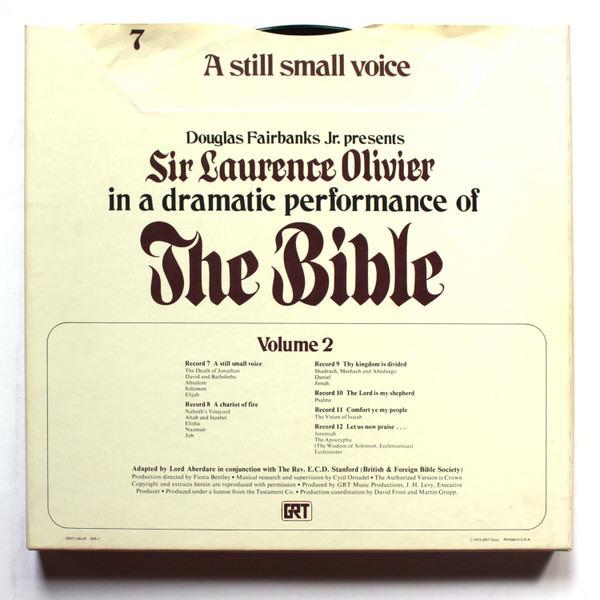 7
A still small voice
Douglas Fairbanks Jr. presents
Sir Laurence Olivier
in a dramatic performance of
The Bible
Volume 2
Record 7 A still small voice
The Death of Jonathan
David and Bathsheba
Absalom
Solomon
Elijah
Record 8 A chariot of fire
Naboth's Vineyard
Ahab and Jezebel
Elisha
Naaman
Job
Record 9 Thy kingdom is divided
Shadrach, Meshach and Abednego
Daniel
Jonah
Record 10 The Lord is my shepherd
Psalms
Record 11 Comfort ye my people
The Vision of Isaiah
Record 12 Let us now praise . . .
Jeremiah
The Apocrypha
(The Wisdom of Solomon, Ecclesiasticus)
Ecclesiastes
Adapted by Lord Aberdare in conjunction with The Rev. E.C.D. Stanford (British & Foreign Bible Society)
Production directed by Fiona Bentley • Musical research and supervision by Cyril Ornadel • The Authorized Version is Crown
Copyright and extracts herein are reproduced with permission • Produced by GRT Music Productions, J. H. Levy, Executive
Producer • Produced under a license from the Testament Co. • Production coordination by David Frost and Martin Grupp.
GRT
Printed in U.S.A.